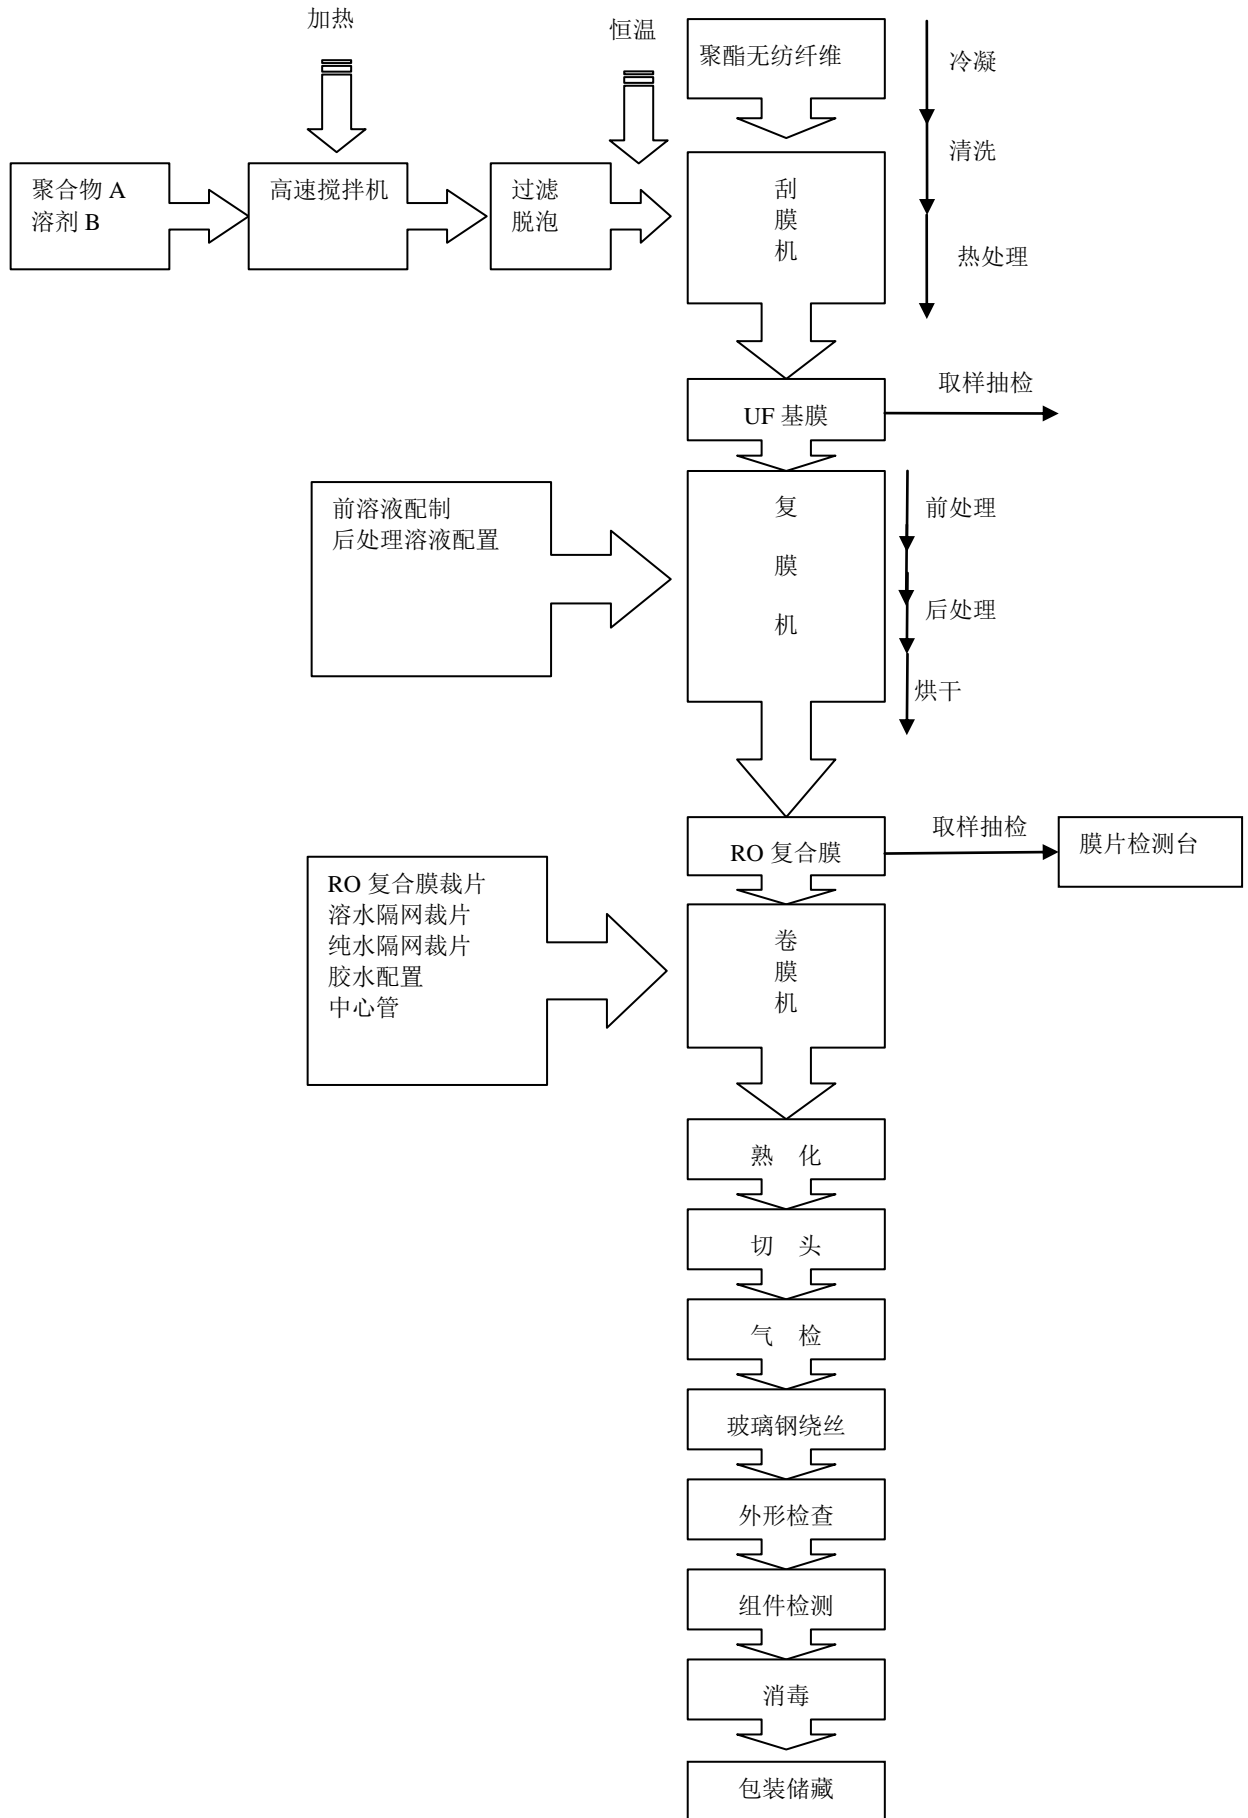 加热
恒温
聚酯无纺纤维
冷凝
清洗
聚合物 A
溶剂 B
高速搅拌机
过滤
脱泡
刮
膜
机
热处理
取样抽检
UF 基膜
前溶液配制
后处理溶液配置
复
膜
机
前处理
后处理
烘干
取样抽检
RO 复合膜
膜片检测台
RO 复合膜裁片
溶水隔网裁片
纯水隔网裁片
胶水配置
中心管
卷
膜
机
熟 化
切 头
气 检
玻璃钢绕丝
外形检查
组件检测
消毒
包装储藏